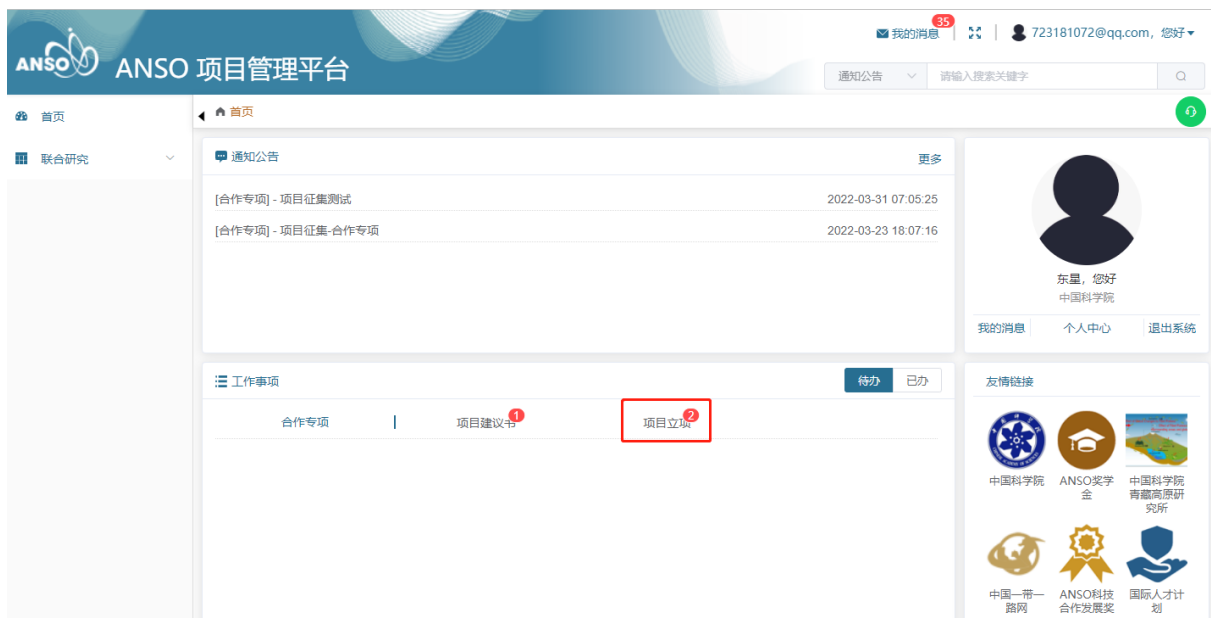 35
我的消息
723181072@qq.com，您好
ANSO
ANSO 项目管理平台
通知公告
请输入搜索关键字
首页
首页
联合研究
通知公告
更多
[合作专项] - 项目征集测试
2022-03-31 07:05:25
[合作专项] - 项目征集-合作专项
2022-03-23 18:07:16
东星，您好
中国科学院
我的消息
个人中心
退出系统
工作事项
待办
已办
合作专项
项目建议书
1
项目立项
2
友情链接
中国科学院
ANSO奖学
金
中国科学院
青藏高原研
究所
中国一带一
路网
ANSO科技
合作发展奖
国际人才计
划